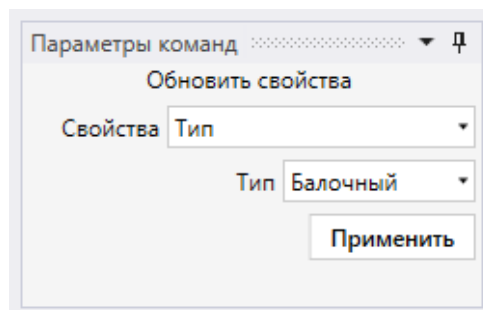 Параметры команд
Обновить свойства
Свойства Тип
Тип Балочный
Применить